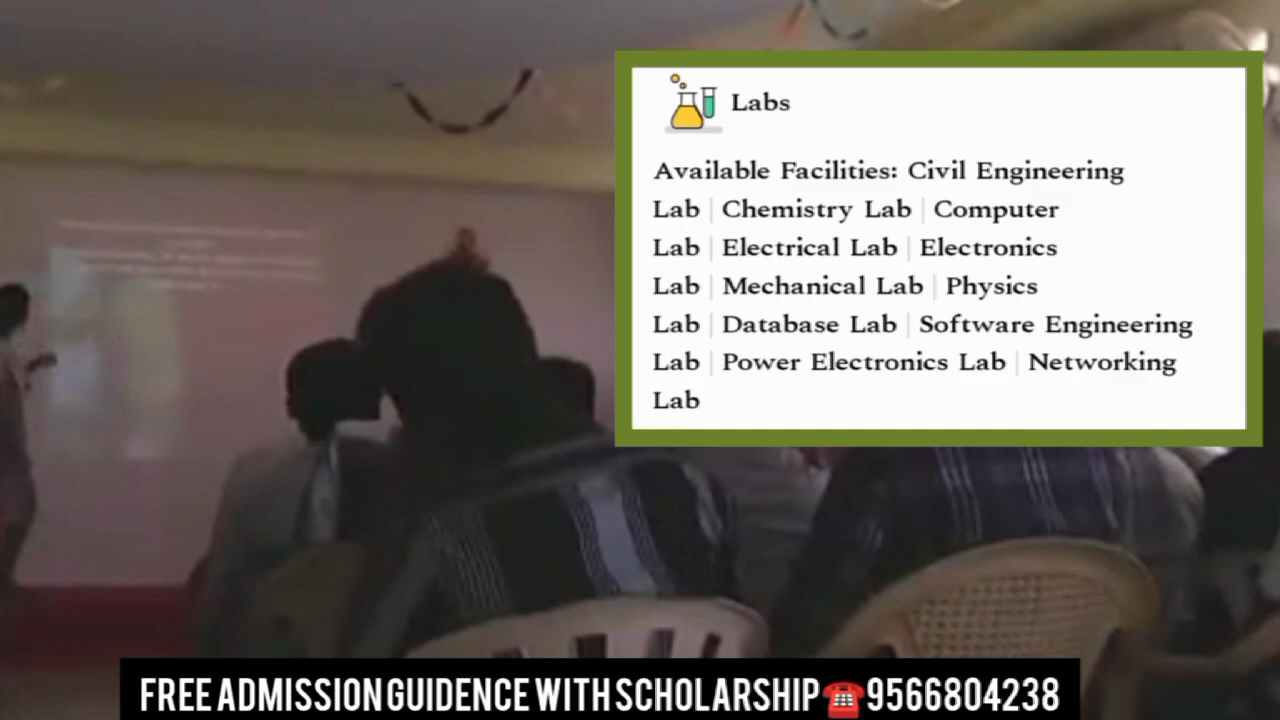 Labs
Available Facilities: Civil Engineering
Lab | Chemistry Lab | Computer
Lab | Electrical Lab | Electronics
Lab | Mechanical Lab | Physics
Lab | Database Lab | Software Engineering
Lab | Power Electronics Lab | Networking
Lab
FREE ADMISSION GUIDENCE WITH SCHOLARSHIP☎️9566804238